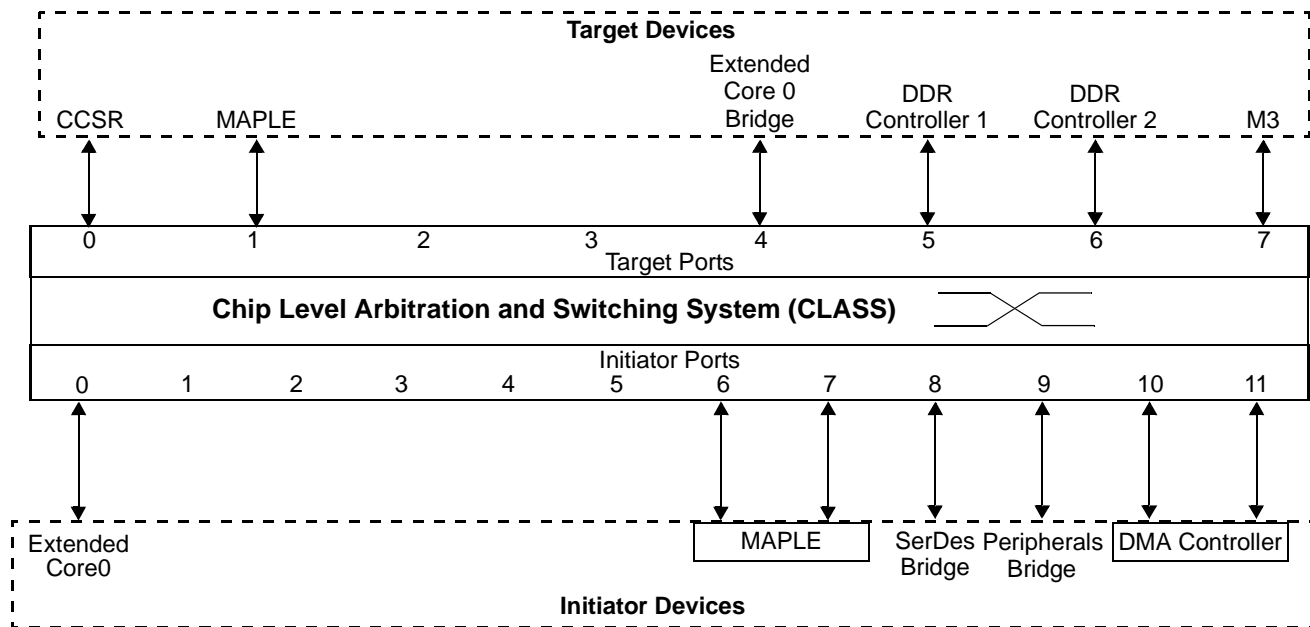 Target Devices
CCSR
MAPLE
Extended
Core 0
Bridge
DDR
Controller 1
DDR
Controller 2
M3
0 1 2 3 4 5 6 7
Target Ports
Chip Level Arbitration and Switching System (CLASS)
Initiator Ports
0 1 2 3 4 5 6 7 8 9 10 11
Extended
Core0
MAPLE
SerDes
Bridge
Peripherals
Bridge
DMA Controller
Initiator Devices